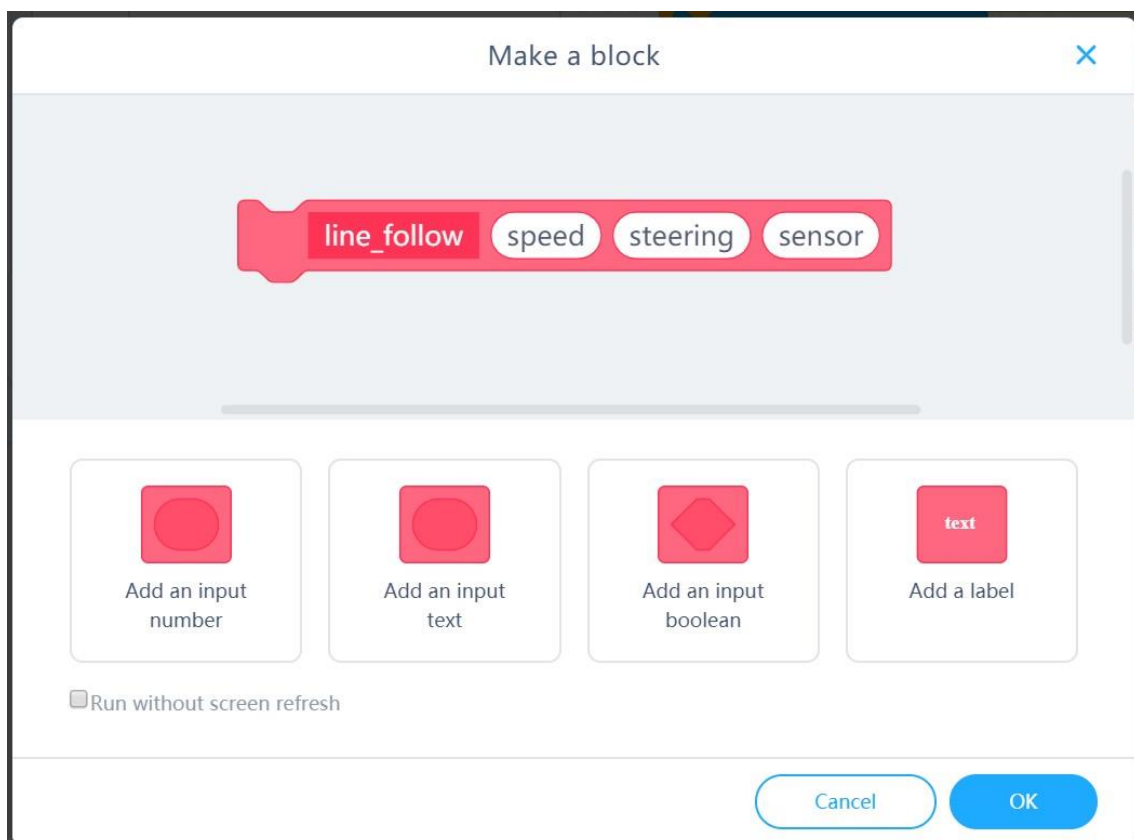 Make a block
line_follow speed steering sensor
text
Add an input
number
Add an input
text
Add an input
boolean
Add a label
Run without screen refresh
Cancel OK